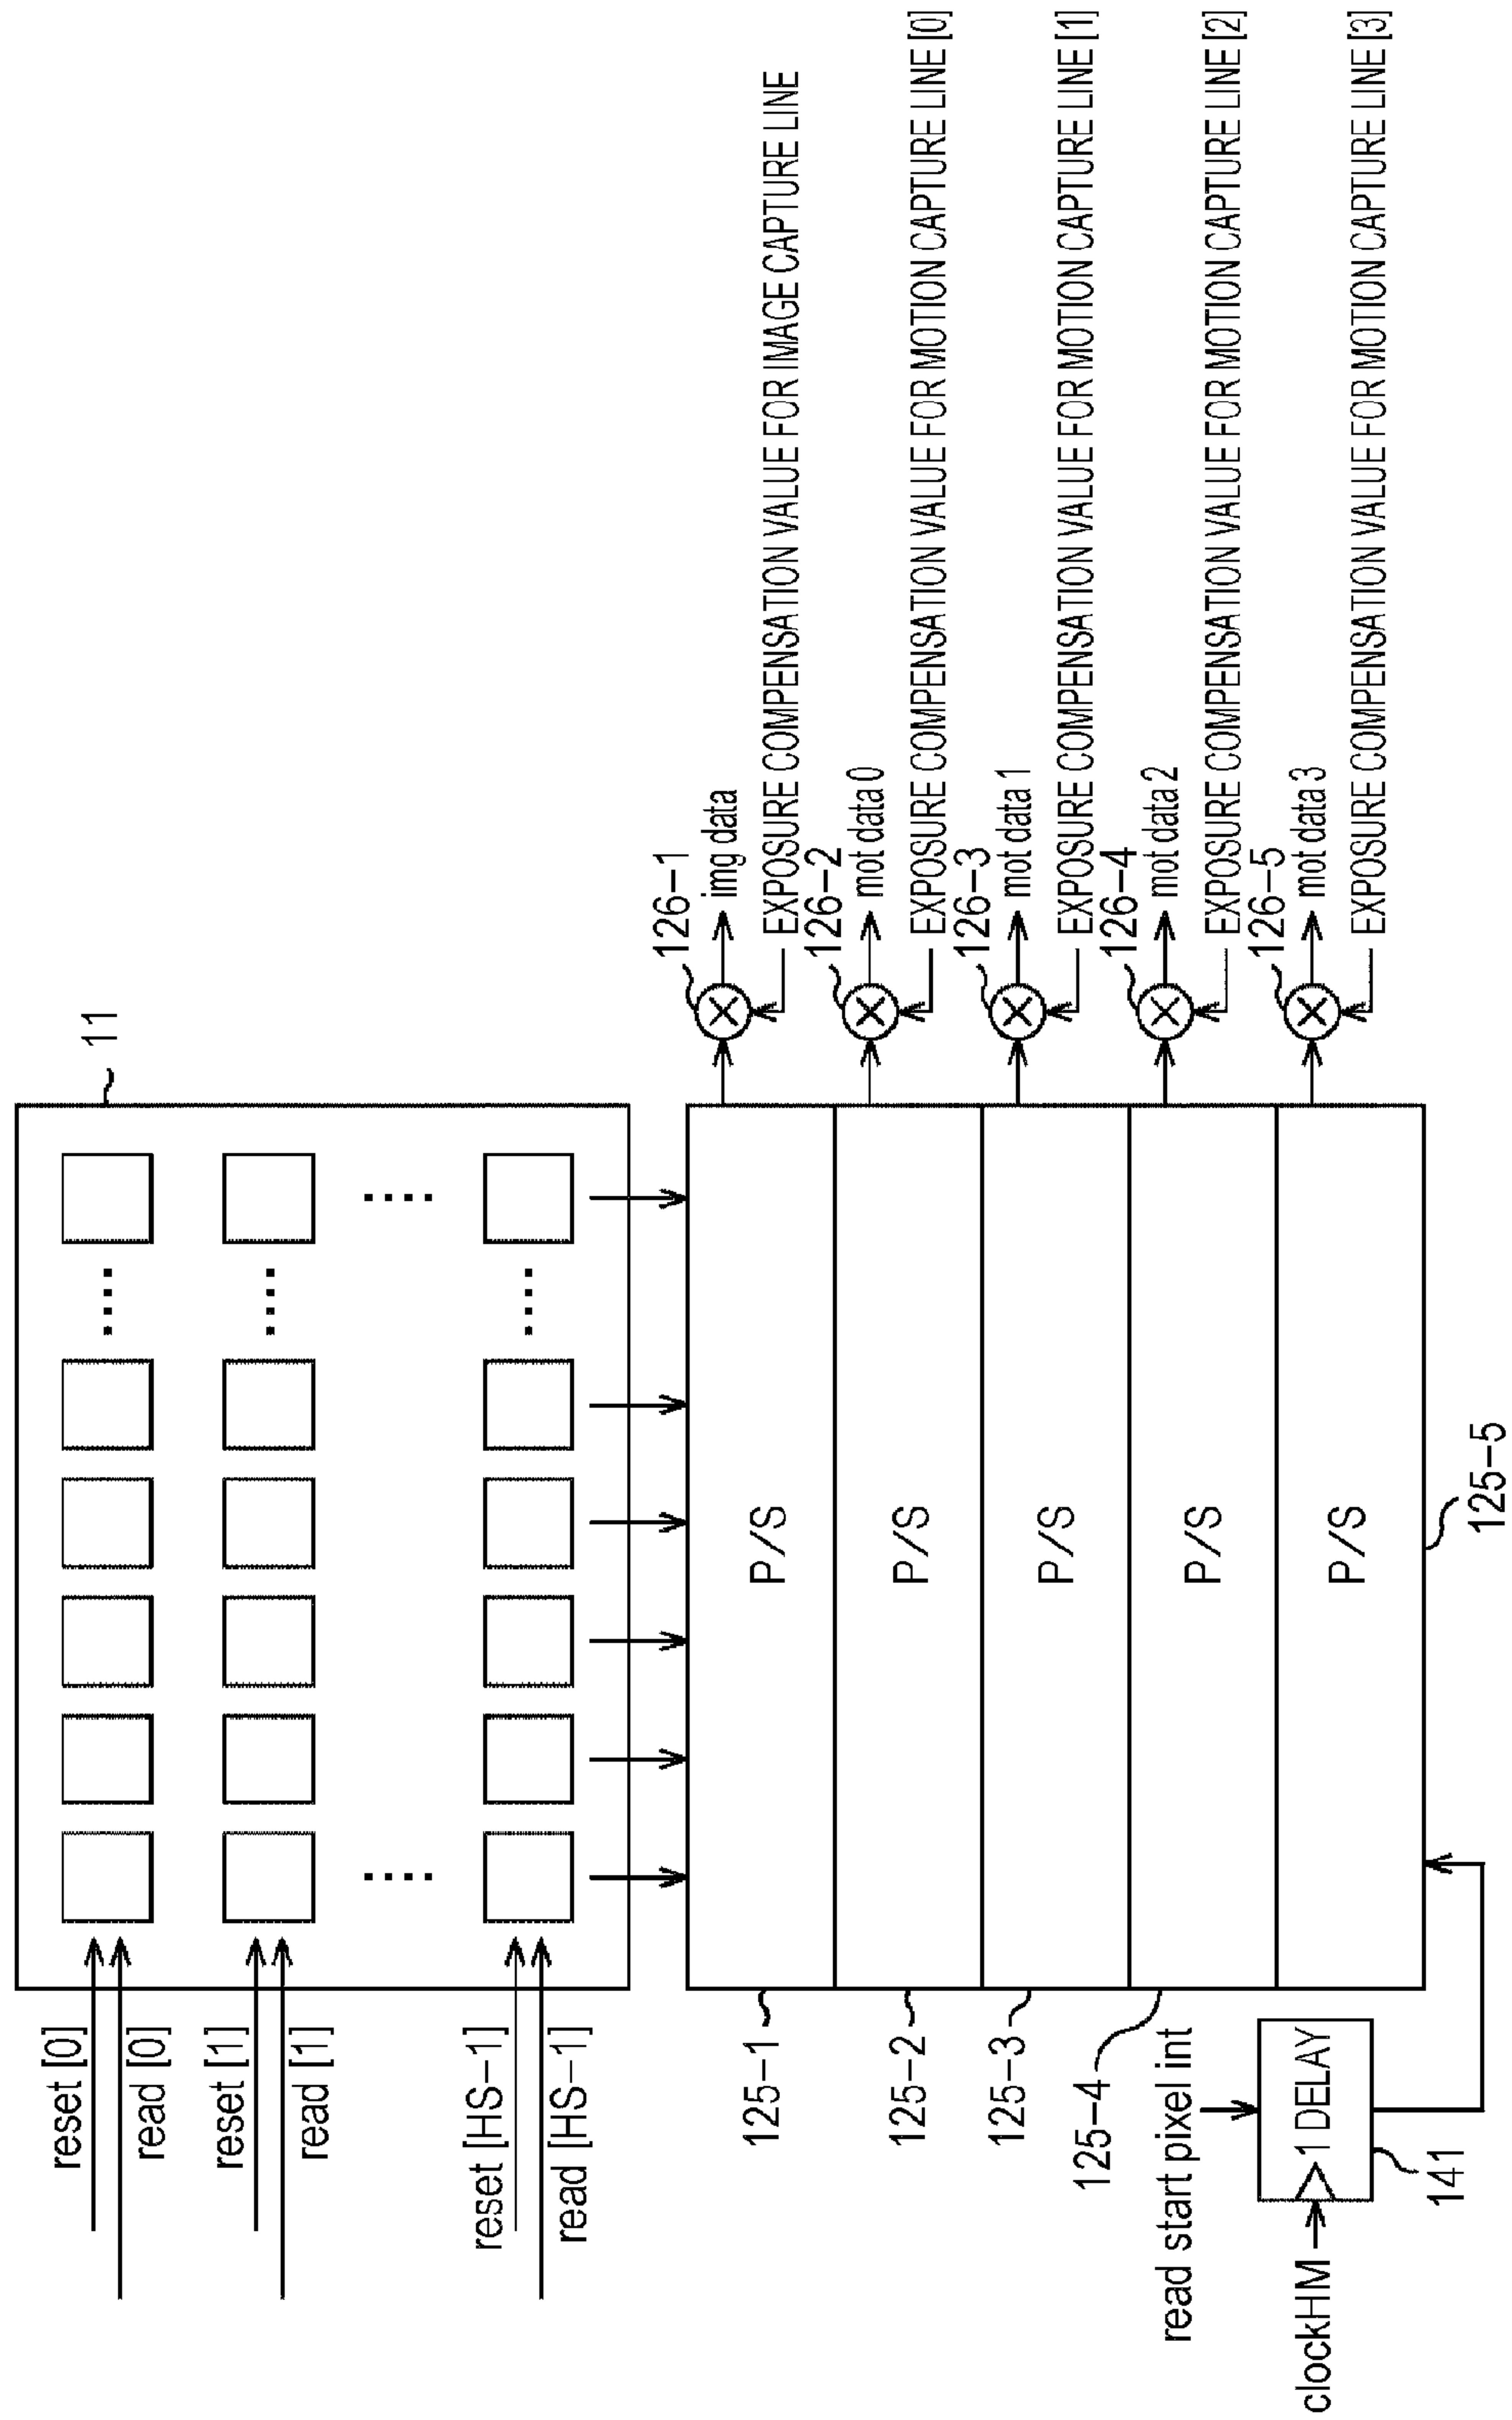 11
reset [0]
read [0]
reset [1]
read [1]
reset [HS-1]
read [HS-1]
125-1
P/S
126-1
img data
EXPOSURE COMPENSATION VALUE FOR IMAGE CAPTURE LINE
125-2
P/S
126-2
mot data 0
EXPOSURE COMPENSATION VALUE FOR MOTION CAPTURE LINE [0]
125-3
P/S
126-3
mot data 1
EXPOSURE COMPENSATION VALUE FOR MOTION CAPTURE LINE [1]
125-4
P/S
126-4
mot data 2
EXPOSURE COMPENSATION VALUE FOR MOTION CAPTURE LINE [2]
P/S
126-5
mot data 3
EXPOSURE COMPENSATION VALUE FOR MOTION CAPTURE LINE [3]
125-5
read start pixel int
1 DELAY
clockHM
141